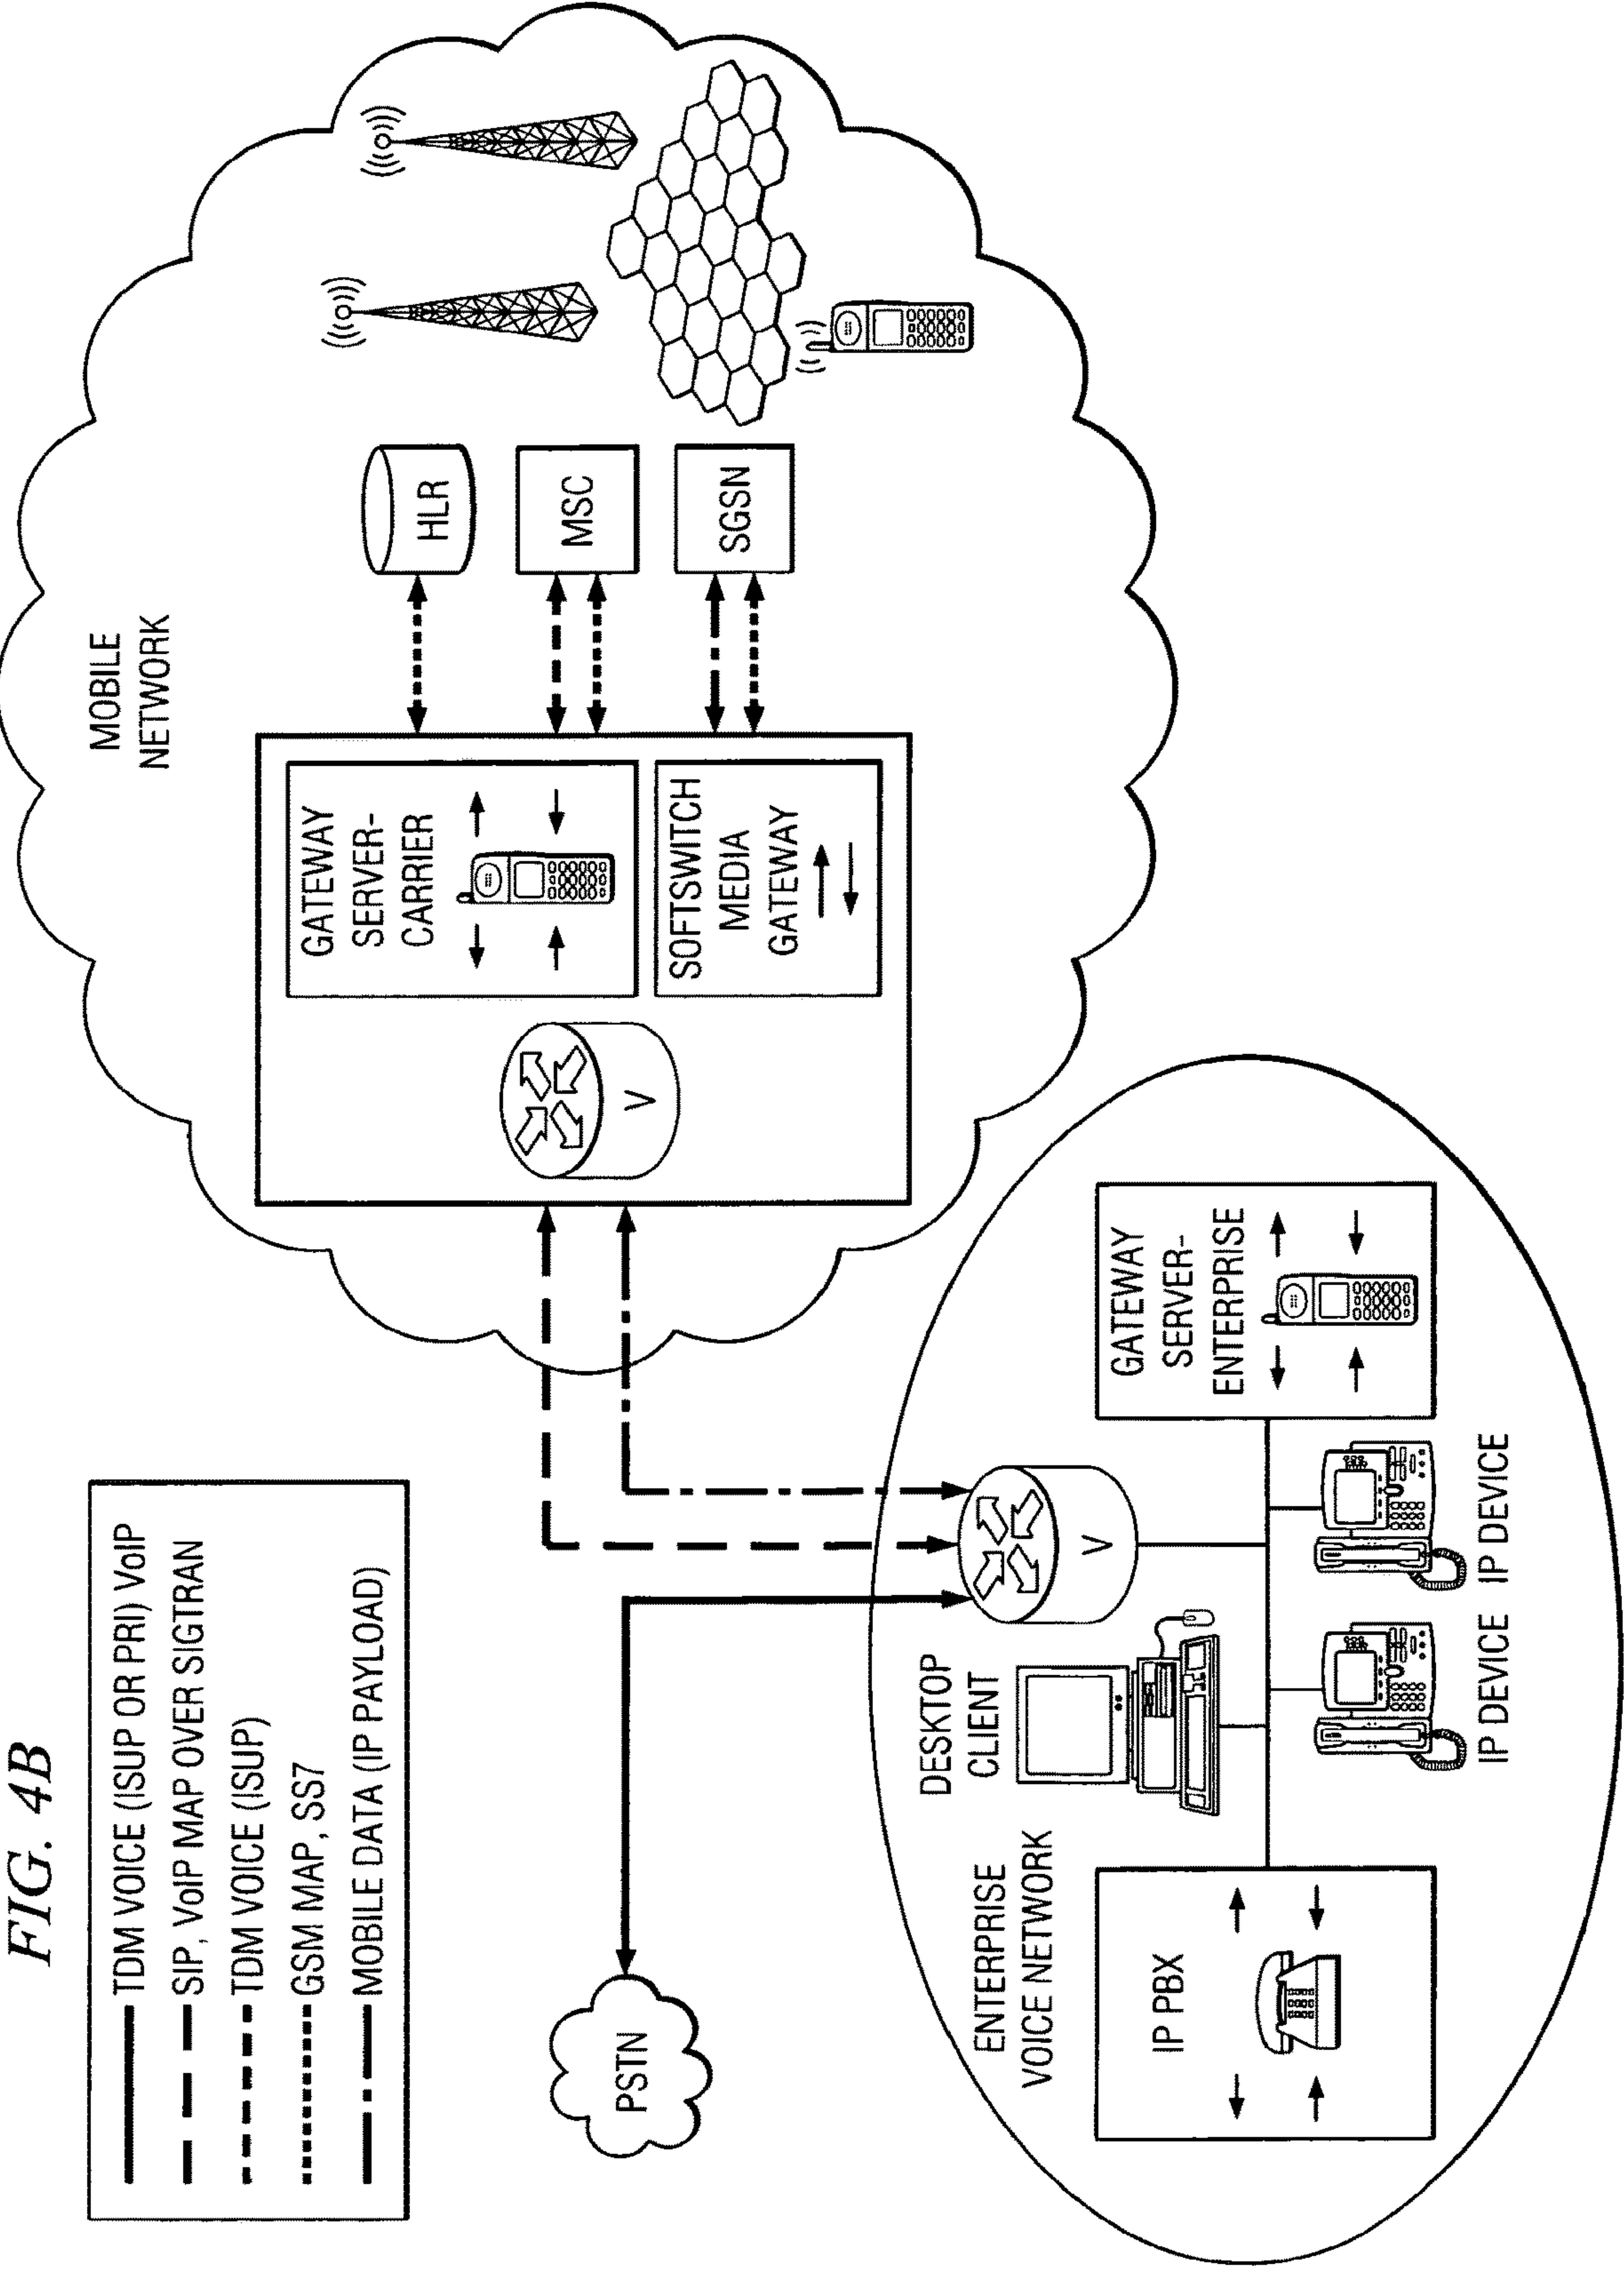 FIG. 4B
TDM VOICE (ISUP OR PRI) VoIP
SIP, VoIP MAP OVER SIGTRAN
TDM VOICE (ISUP)
GSM MAP, SS7
MOBILE DATA (IP PAYLOAD)
MOBILE
NETWORK
GATEWAY
SERVER-
CARRIER
SOFTSWITCH
MEDIA
GATEWAY
V
HLR
MSC
SGSN
PSTN
ENTERPRISE
VOICE NETWORK
DESKTOP
CLIENT
V
IP PBX
GATEWAY
SERVER-
ENTERPRISE
IP DEVICE
IP DEVICE